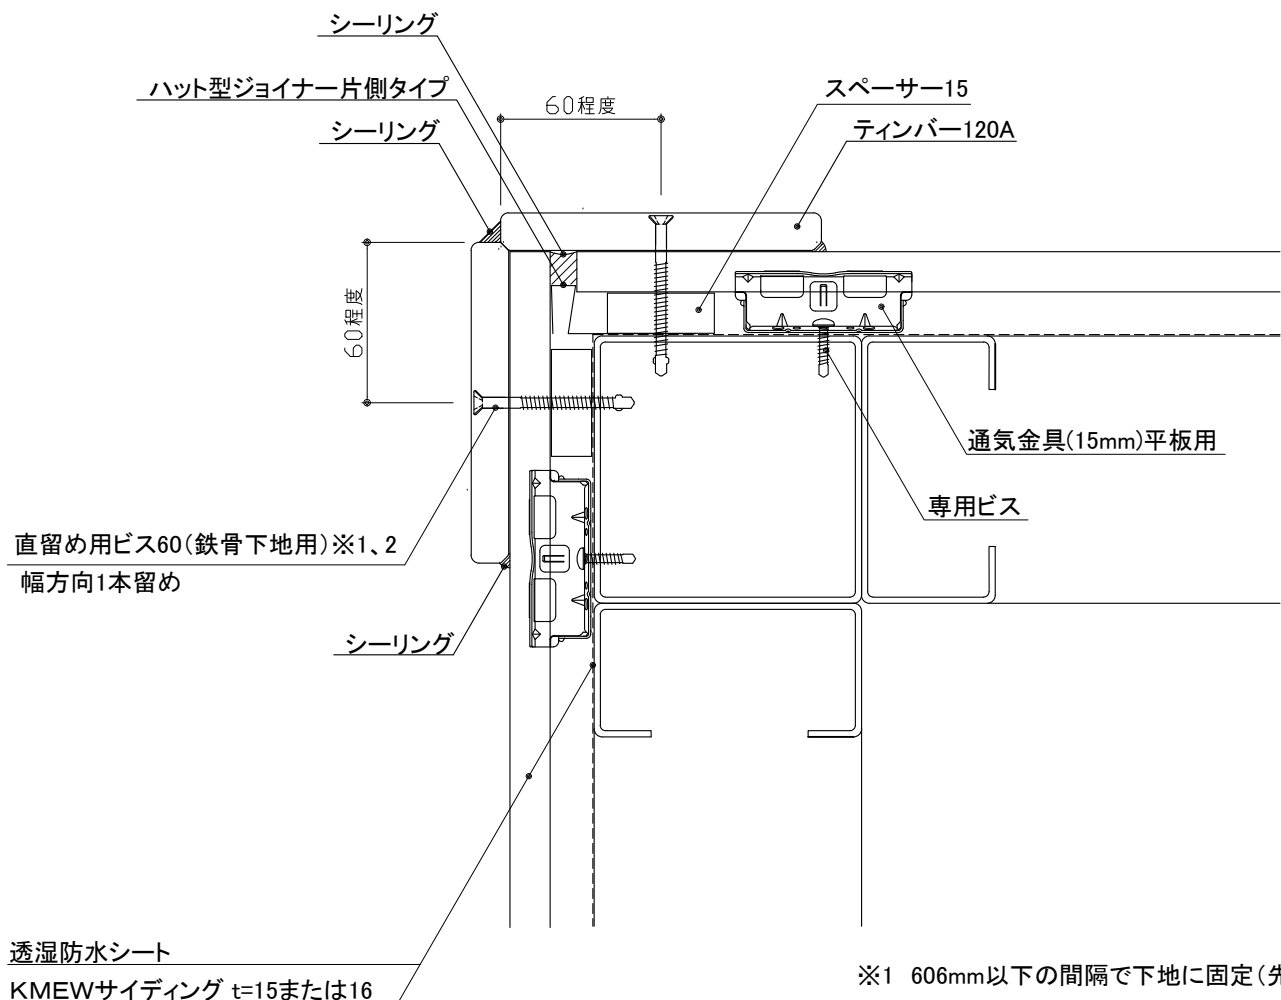 シーリング
ハット型ジョイナー片側タイプ
シーリング
60程度
スペーサー15
ティンバー120A
60程度
通気金具(15mm)平板用
専用ビス
直留め用ビス60(鉄骨下地用)※1、2
幅方向1本留め
シーリング
透湿防水シート
KMEWサイディング t=15または16
※1 606mm以下の間隔で下地に固定(先